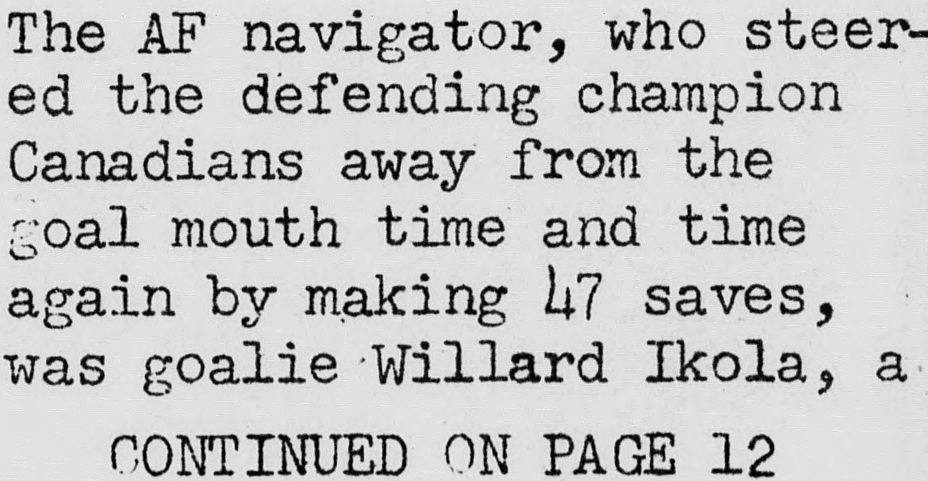 The AF navigator, who steer-
ed the defending champion
Canadians away from the
goal mouth time and time
again by making 47 saves,
was goalie Willard Ikola, a
CONTINUED ON PAGE 12